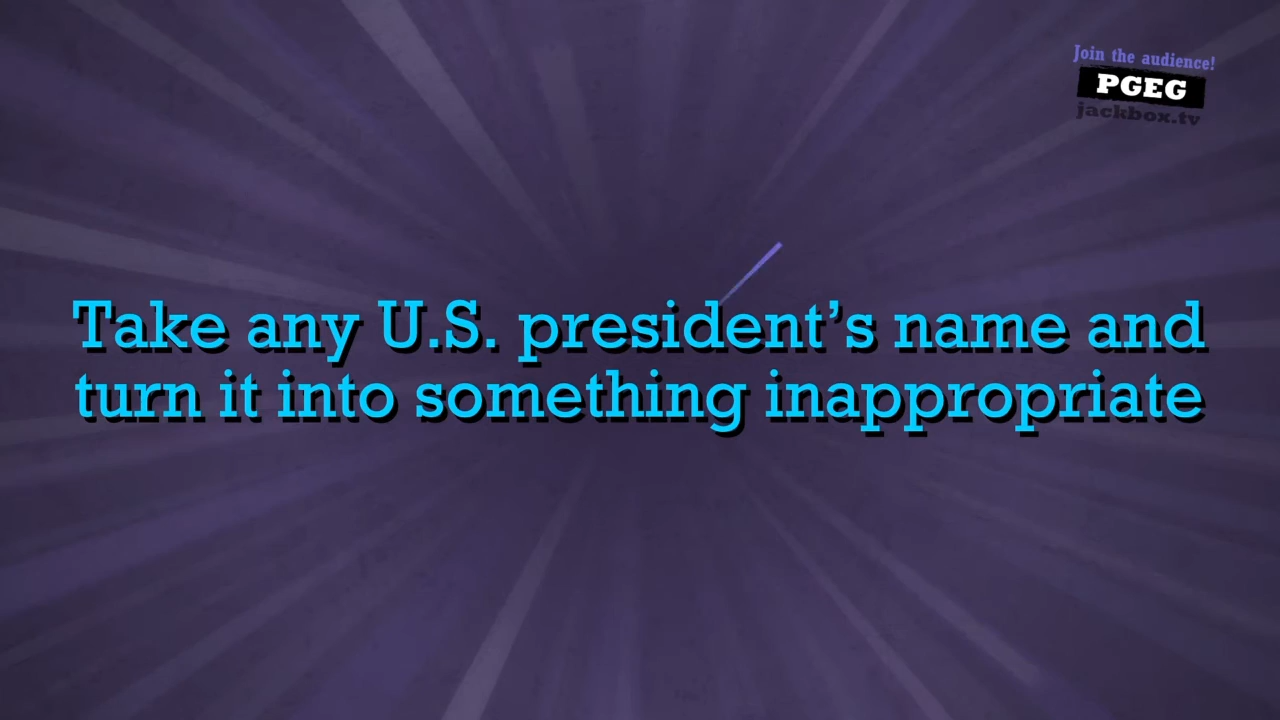 Join the audience!
PGEG
jackbox.tv
Take any U.S. president’s name and
turn it into something inappropriate